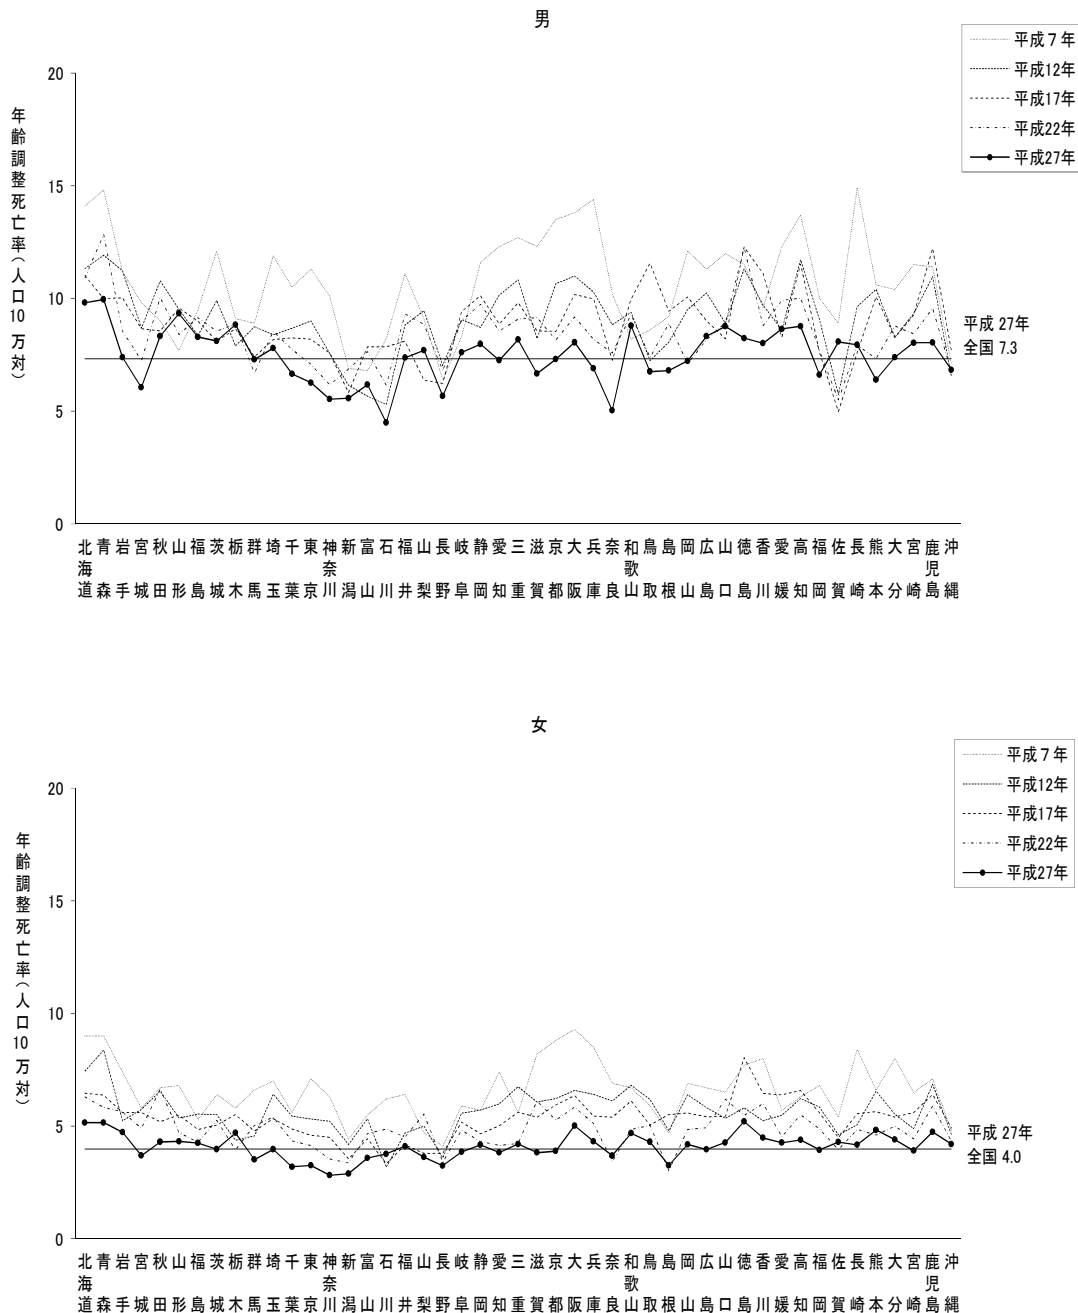 男
平成７年
平成12年
平成17年
平成22年
平成27年
年齢調整死亡率（人口10万対）
20
15
10
5
0
平成 27年
全国 7.3
北海道 青森 岩手 宮城 秋田 山形 福島 茨城 栃木 群馬 埼玉 千葉 東京 神奈川 新潟 富山 石川 福井 山梨 長野 岐阜 静岡 愛知 三重 滋賀 京都 大阪 兵庫 奈良 和歌山 鳥取 島根 岡山 広島 山口 徳島 香川 愛媛 高知 福岡 佐賀 長崎 熊本 大分 宮崎 鹿児島 沖縄
女
平成７年
平成12年
平成17年
平成22年
平成27年
年齢調整死亡率（人口10万対）
20
15
10
5
0
平成 27年
全国 4.0
北海道 青森 岩手 宮城 秋田 山形 福島 茨城 栃木 群馬 埼玉 千葉 東京 神奈川 新潟 富山 石川 福井 山梨 長野 岐阜 静岡 愛知 三重 滋賀 京都 大阪 兵庫 奈良 和歌山 鳥取 島根 岡山 広島 山口 徳島 香川 愛媛 高知 福岡 佐賀 長崎 熊本 大分 宮崎 鹿児島 沖縄